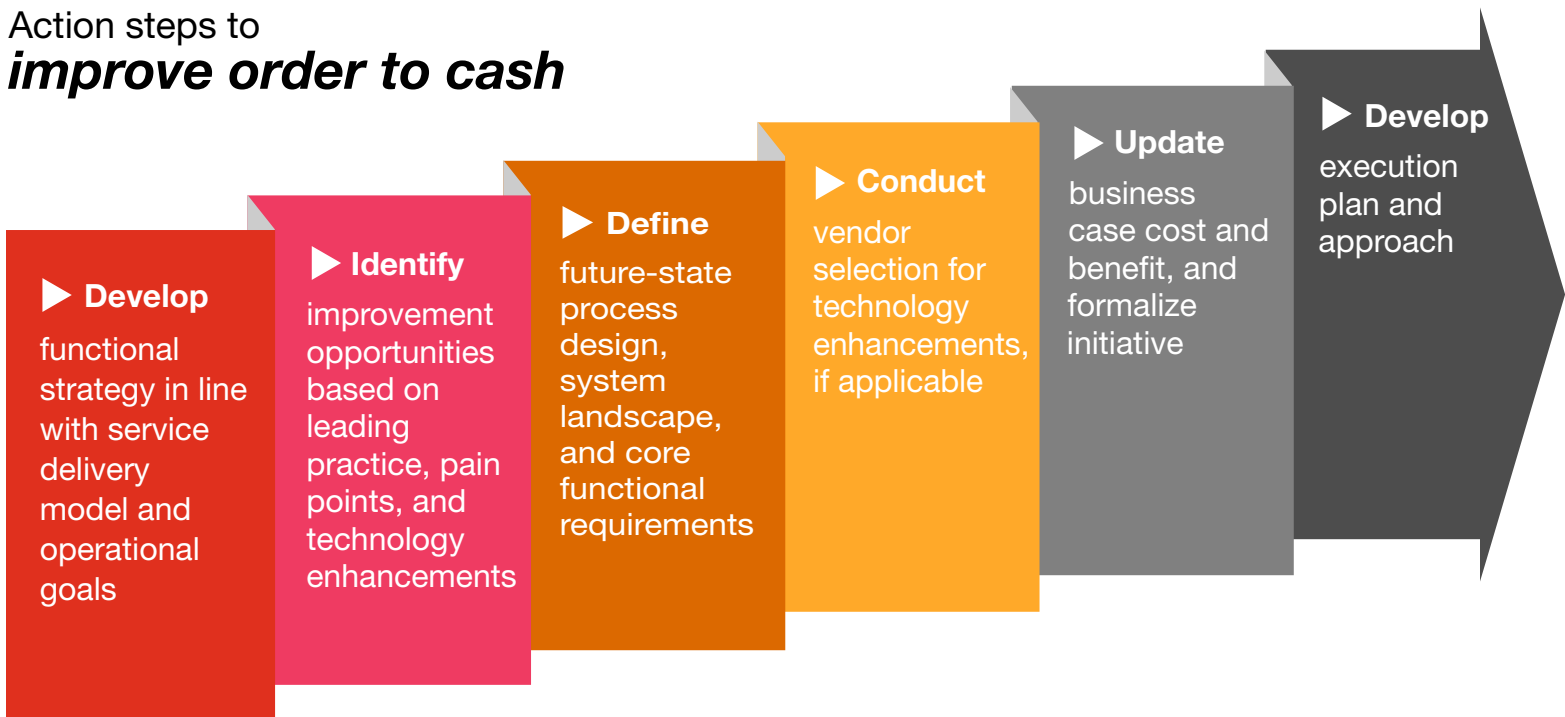 Action steps to
improve order to cash
Develop
functional
strategy in line
with service
delivery
model and
operational
goals
Identify
improvement
opportunities
based on
leading
practice, pain
points, and
technology
enhancements
Define
future-state
process
design,
system
landscape,
and core
functional
requirements
Conduct
vendor
selection for
technology
enhancements,
if applicable
Update
business
case cost and
benefit, and
formalize
initiative
Develop
execution
plan and
approach